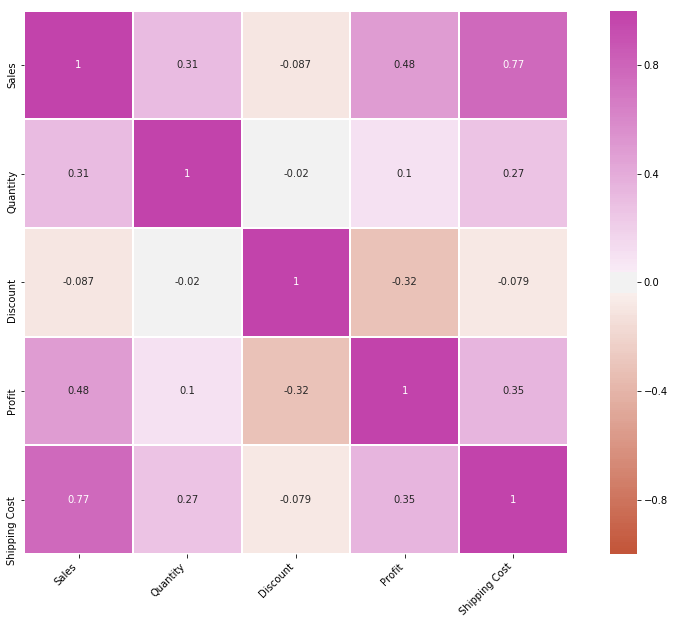 Sales 1 0.31 -0.087 0.48 0.77
Quantity 0.31 1 -0.02 0.1 0.27
Discount -0.087 -0.02 1 -0.32 -0.079
Profit 0.48 0.1 -0.32 1 0.35
Shipping Cost 0.77 0.27 -0.079 0.35 1
Sales Quantity Discount Profit Shipping Cost
0.8
0.4
0.0
−0.4
−0.8